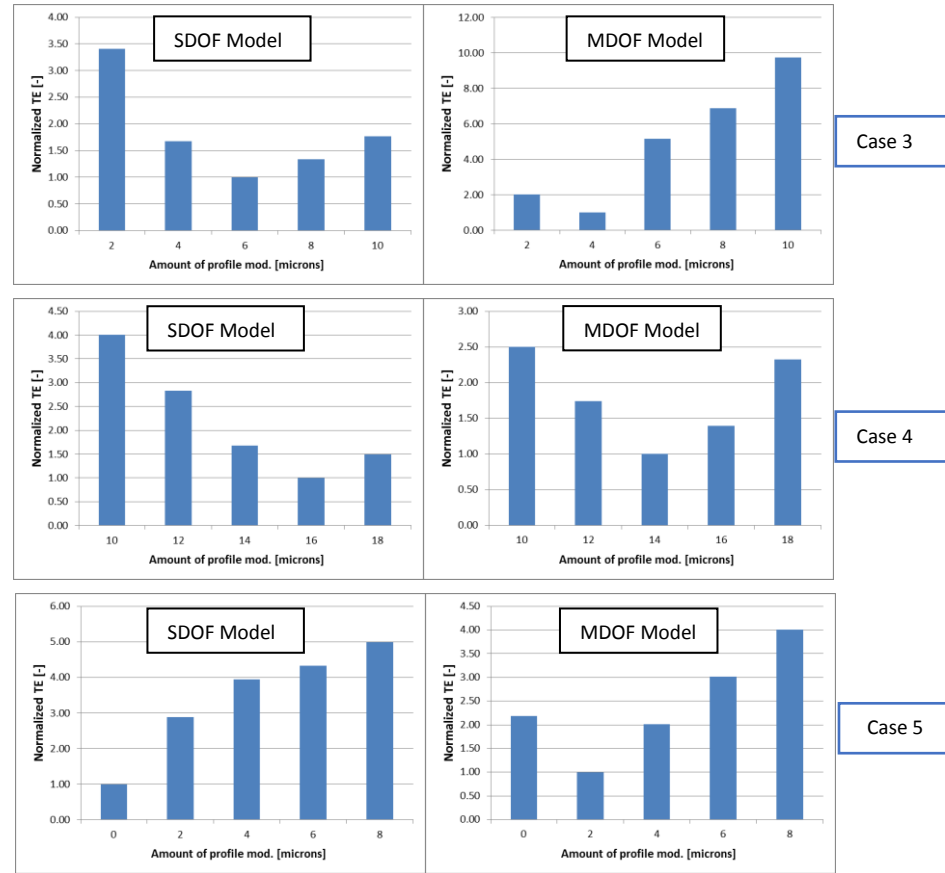 SDOF Model
Normalized TE [-]
4.00
3.50
3.00
2.50
2.00
1.50
1.00
0.50
0.00
2 4 6 8 10
Amount of profile mod. [microns]
MDOF Model
Normalized TE [-]
12.00
10.00
8.00
6.00
4.00
2.00
0.00
2 4 6 8 10
Amount of profile mod. [microns]
Case 3
SDOF Model
Normalized TE [-]
4.50
4.00
3.50
3.00
2.50
2.00
1.50
1.00
0.50
0.00
10 12 14 16 18
Amount of profile mod. [microns]
MDOF Model
Normalized TE [-]
3.00
2.50
2.00
1.50
1.00
0.50
0.00
10 12 14 16 18
Amount of profile mod. [microns]
Case 4
SDOF Model
Normalized TE [-]
6.00
5.00
4.00
3.00
2.00
1.00
0.00
0 2 4 6 8
Amount of profile mod. [microns]
MDOF Model
Normalized TE [-]
4.50
4.00
3.50
3.00
2.50
2.00
1.50
1.00
0.50
0.00
0 2 4 6 8
Amount of profile mod. [microns]
Case 5